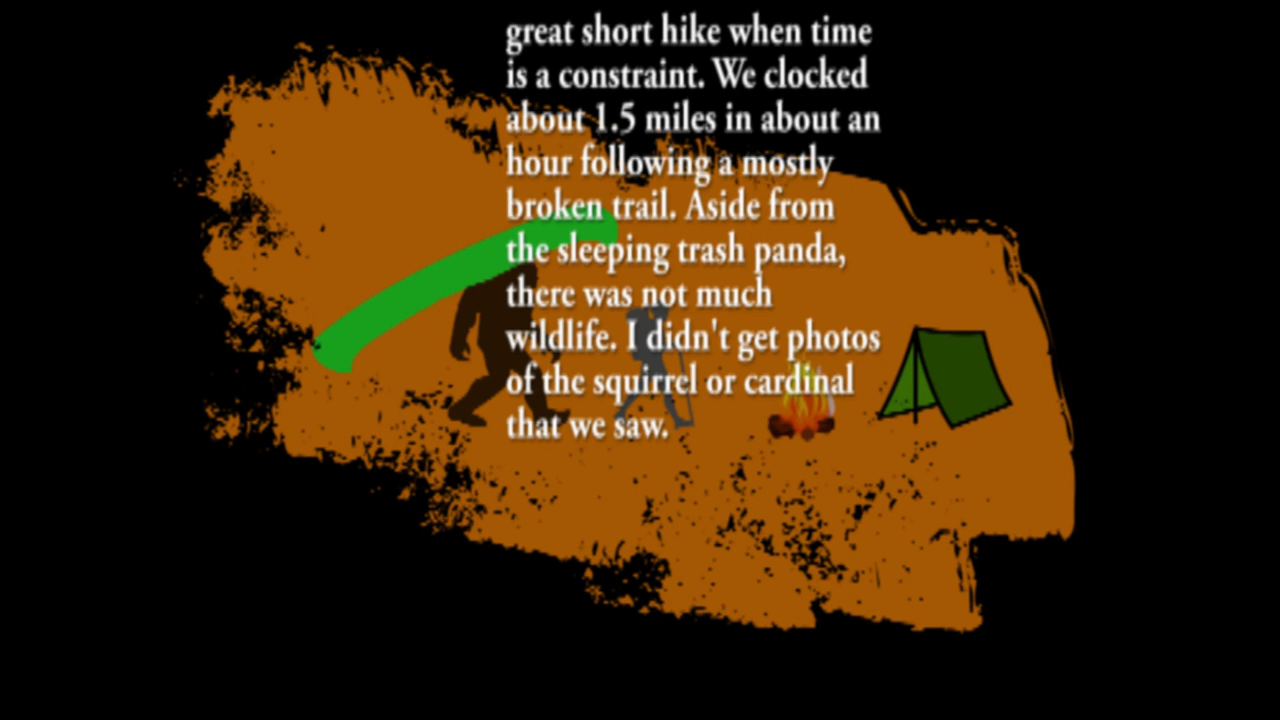 great short hike when time
is a constraint. We clocked
about 1.5 miles in about an
hour following a mostly
broken trail. Aside from
the sleeping trash panda,
there was not much
wildlife. I didn't get photos
of the squirrel or cardinal
that we saw.